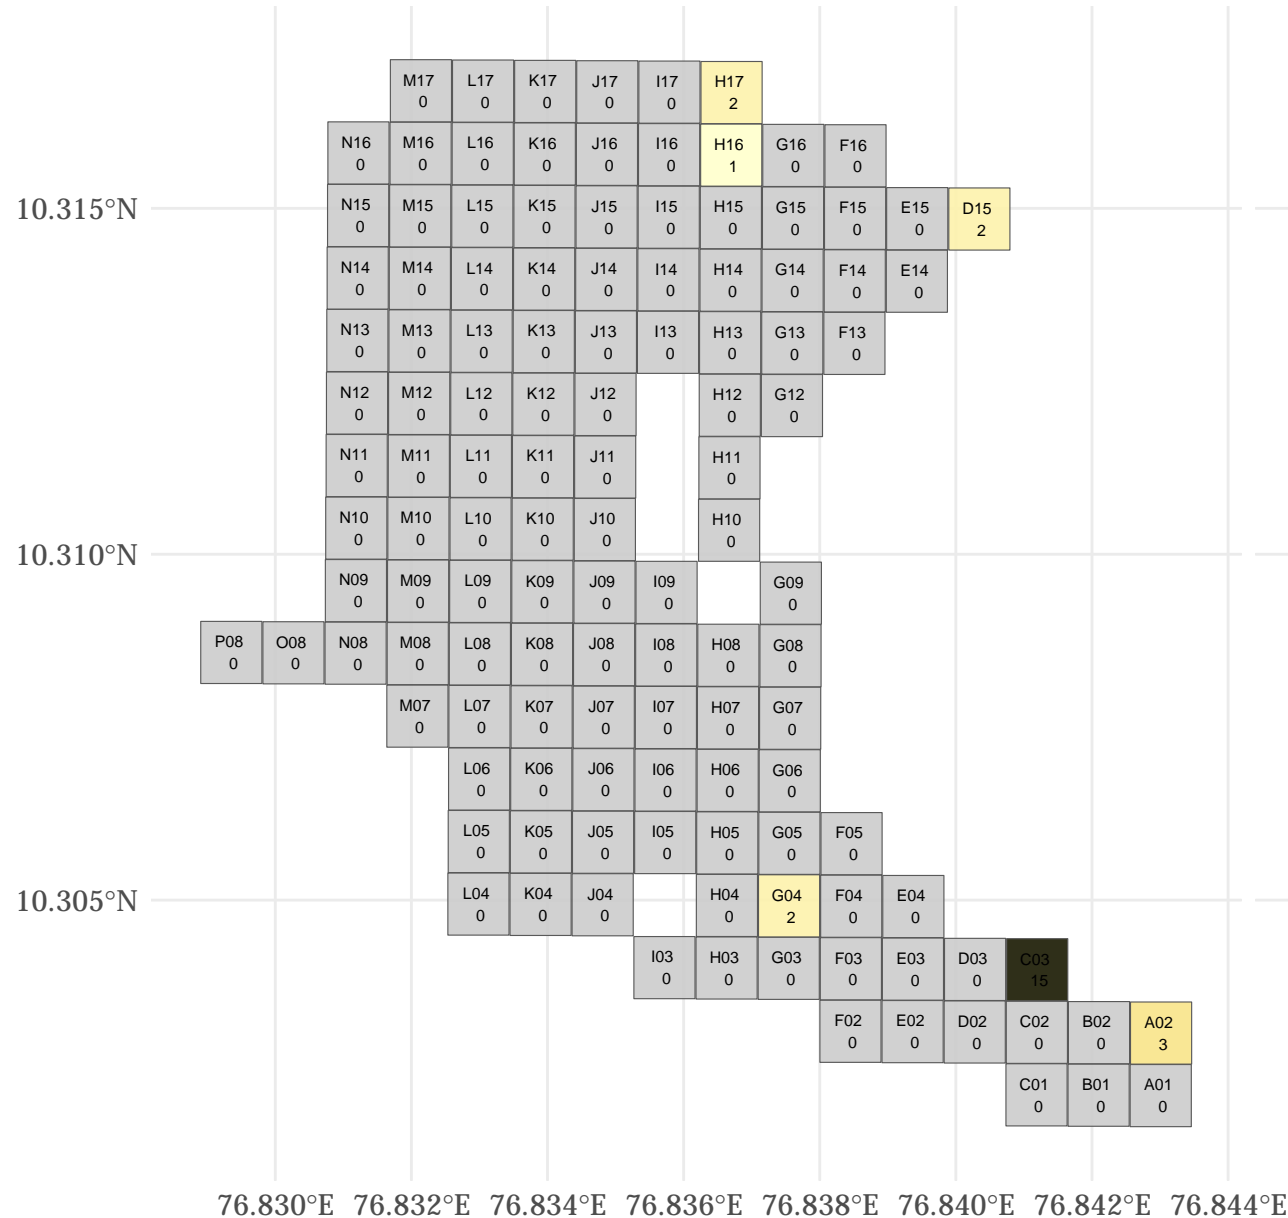 M17 L17 K17 J17 I17 H17
0 0 0 0 0 2
N16 M16 L16 K16 J16 I16 H16 G16 F16
0 0 0 0 0 0 1 0 0
10.315°N N15 M15 L15 K15 J15 I15 H15 G15 F15 E15 D15
0 0 0 0 0 0 0 0 0 0 2
N14 M14 L14 K14 J14 I14 H14 G14 F14 E14
0 0 0 0 0 0 0 0 0 0
N13 M13 L13 K13 J13 I13 H13 G13 F13
0 0 0 0 0 0 0 0 0
N12 M12 L12 K12 J12 H12 G12
0 0 0 0 0 0 0
N11 M11 L11 K11 J11 H11
0 0 0 0 0 0
N10 M10 L10 K10 J10 H10
0 0 0 0 0 0
10.310°N
N09 M09 L09 K09 J09 I09 G09
0 0 0 0 0 0 0
P08 O08 N08 M08 L08 K08 J08 I08 H08 G08
0 0 0 0 0 0 0 0 0 0
M07 L07 K07 J07 I07 H07 G07
0 0 0 0 0 0 0
L06 K06 J06 I06 H06 G06
0 0 0 0 0 0
L05 K05 J05 I05 H05 G05 F05
0 0 0 0 0 0 0
10.305°N L04 K04 J04 H04 G04 F04 E04
0 0 0 0 2 0 0
I03 H03 G03 F03 E03 D03 C03
0 0 0 0 0 0 15
F02 E02 D02 C02 B02 A02
0 0 0 0 0 3
C01 B01 A01
0 0 0
76.830°E 76.832°E 76.834°E 76.836°E 76.838°E 76.840°E 76.842°E 76.844°E